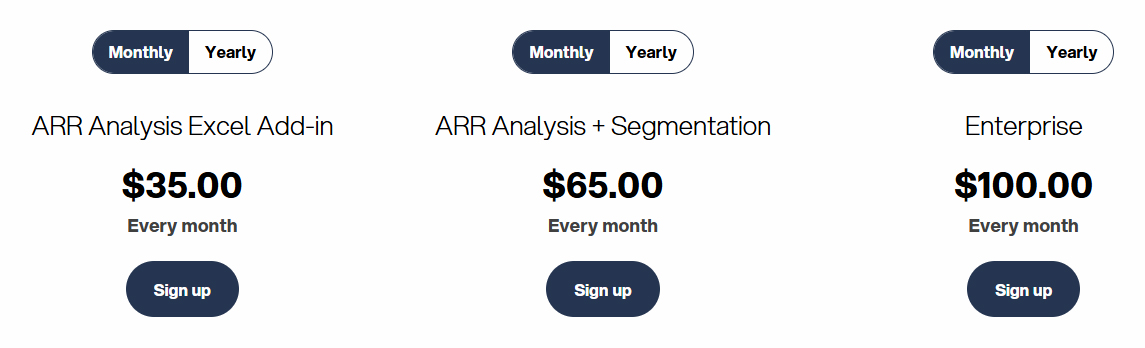 Monthly Yearly
ARR Analysis Excel Add-in
$35.00
Every month
Sign up
Monthly Yearly
ARR Analysis + Segmentation
$65.00
Every month
Sign up
Monthly Yearly
Enterprise
$100.00
Every month
Sign up